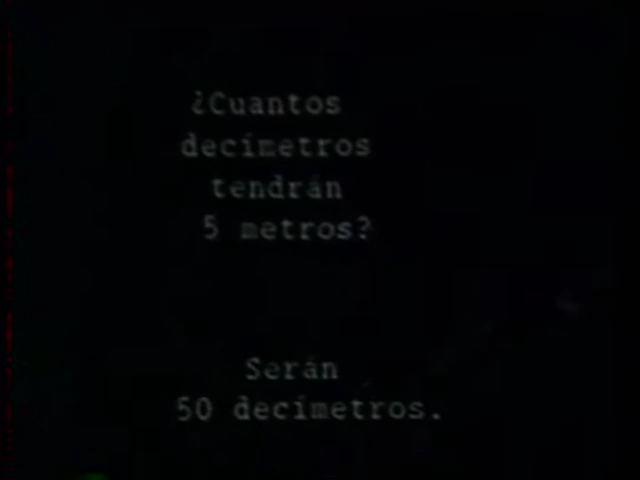 ¿Cuantos
decímetros
tendrán
5 metros?
Serán
50 decímetros.